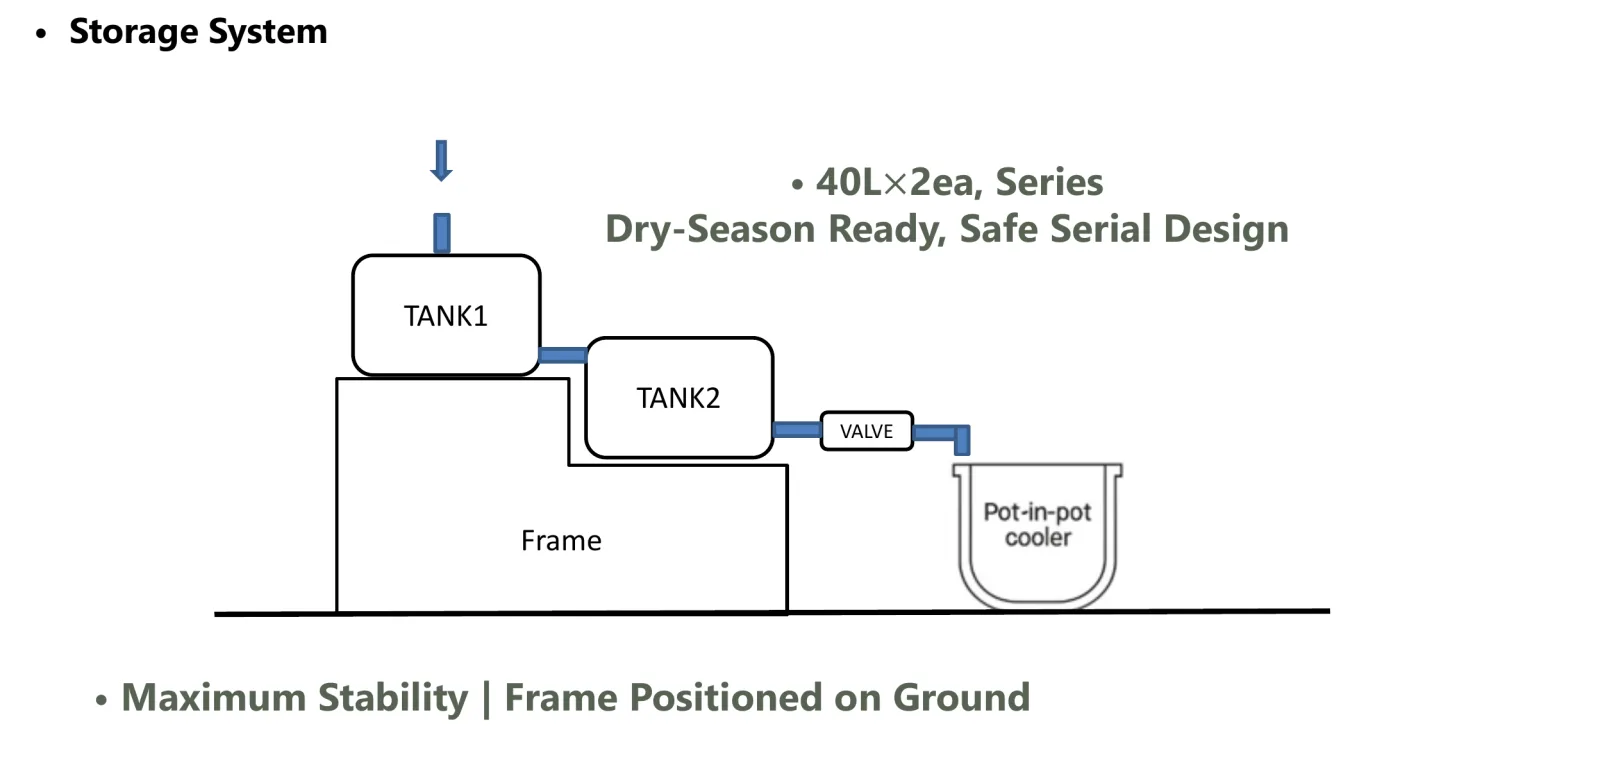 • Storage System
• 40L×2ea, Series
Dry-Season Ready, Safe Serial Design
TANK1
TANK2
VALVE
Pot-in-pot
cooler
Frame
• Maximum Stability | Frame Positioned on Ground